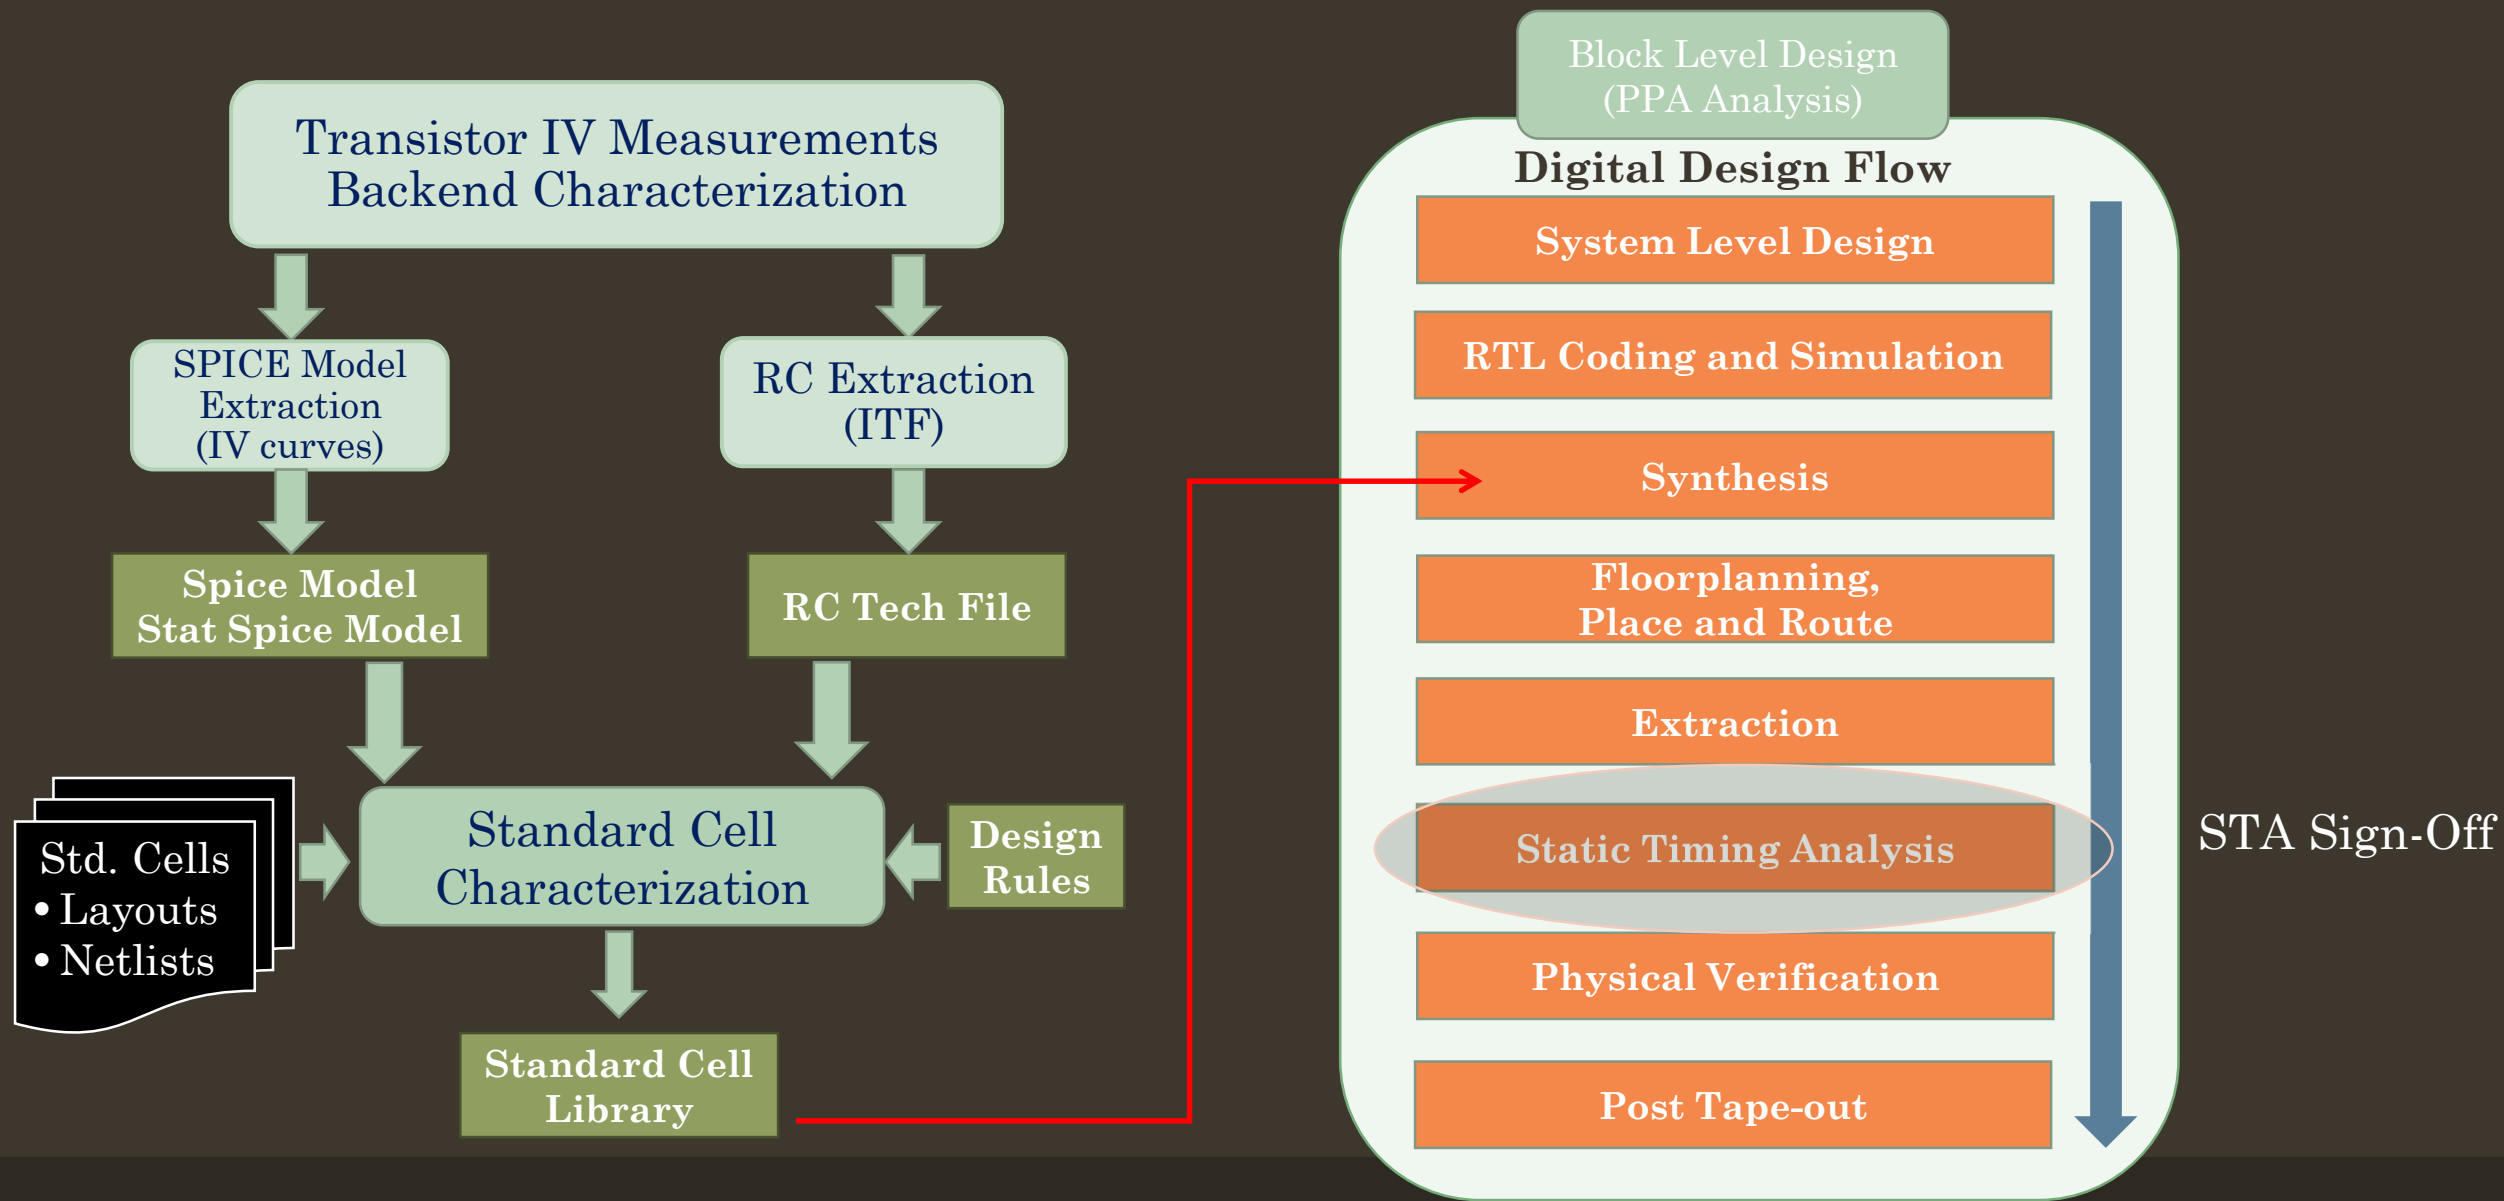 Transistor IV Measurements
Backend Characterization
SPICE Model
Extraction
(IV curves)
RC Extraction
(ITF)
Spice Model
Stat Spice Model
RC Tech File
Std. Cells
• Layouts
• Netlists
Standard Cell
Characterization
Design
Rules
Standard Cell
Library
Block Level Design
(PPA Analysis)
Digital Design Flow
System Level Design
RTL Coding and Simulation
Synthesis
Floorplanning,
Place and Route
Extraction
Static Timing Analysis
Physical Verification
Post Tape-out
STA Sign-Off